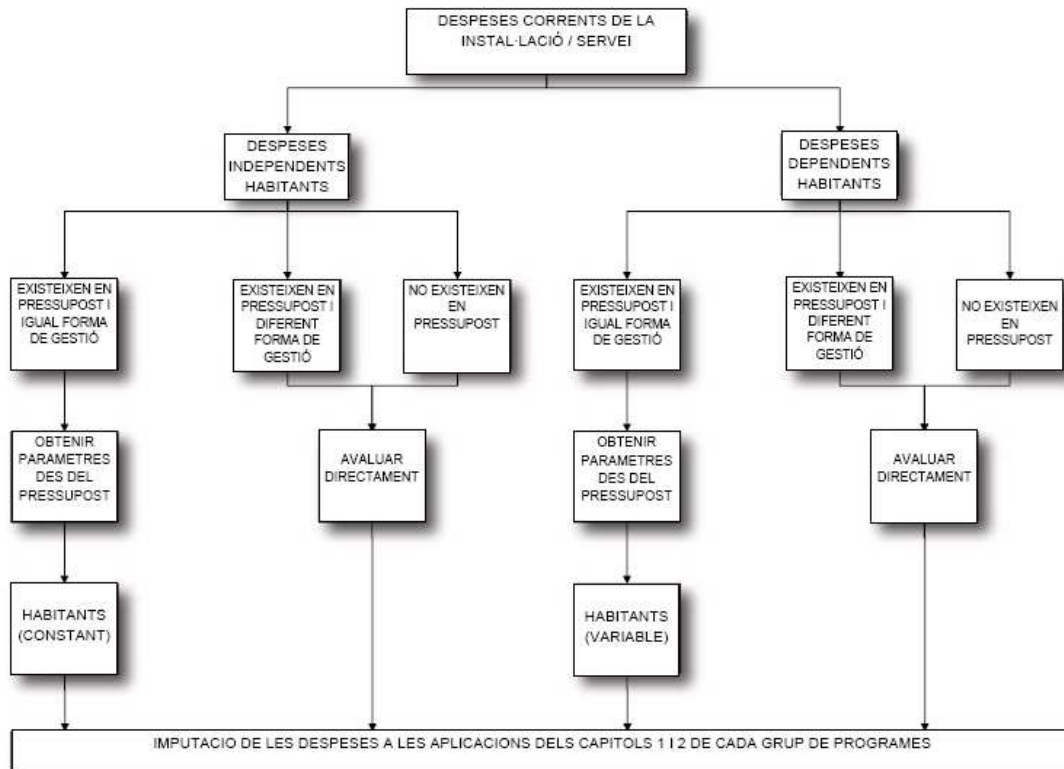 DESPESES CORRENTS DE LA
INSTAL·LACIÓ / SERVEI
DESPESES
INDEPENDENTS
HABITANTS
DESPESES
DEPENDENTS
HABITANTS
EXISTEIXEN EN
PRESSUPOST I
IGUAL FORMA
DE GESTIÓ
EXISTEIXEN EN
PRESSUPOST I
DIFERENT
FORMA DE
GESTIÓ
NO EXISTEIXEN
EN
PRESSUPOST
EXISTEIXEN EN
PRESSUPOST I
IGUAL FORMA
DE GESTIÓ
EXISTEIXEN EN
PRESSUPOST I
DIFERENT
FORMA DE
GESTIÓ
NO EXISTEIXEN
EN
PRESSUPOST
OBTENIR
PARAMETRES
DES DEL
PRESSUPOST
AVALUAR
DIRECTAMENT
OBTENIR
PARAMETRES
DES DEL
PRESSUPOST
AVALUAR
DIRECTAMENT
HABITANTS
(CONSTANT)
HABITANTS
(VARIABLE)
IMPUTACIO DE LES DESPESES A LES APLICACIONS DELS CAPITOLS 1 I 2 DE CADA GRUP DE PROGRAMES